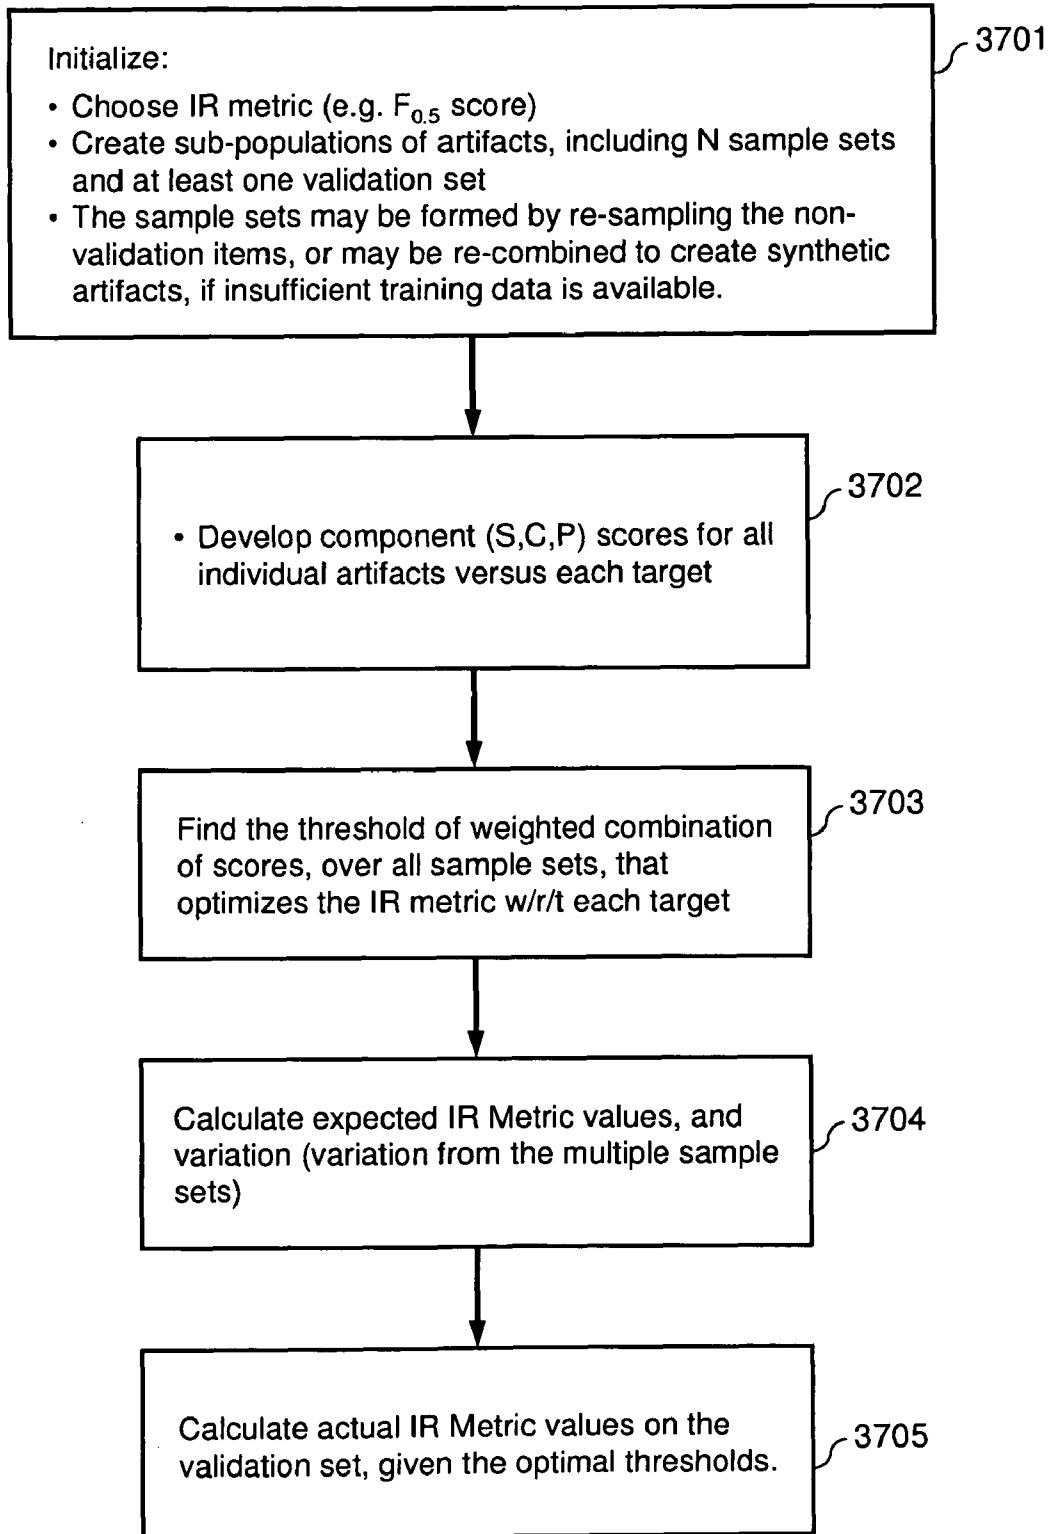 3701
Initialize:
• Choose IR metric (e.g. F0.5 score)
• Create sub-populations of artifacts, including N sample sets
and at least one validation set
• The sample sets may be formed by re-sampling the non-
validation items, or may be re-combined to create synthetic
artifacts, if insufficient training data is available.
3702
• Develop component (S,C,P) scores for all
individual artifacts versus each target
3703
Find the threshold of weighted combination
of scores, over all sample sets, that
optimizes the IR metric w/r/t each target
3704
Calculate expected IR Metric values, and
variation (variation from the multiple sample
sets)
3705
Calculate actual IR Metric values on the
validation set, given the optimal thresholds.